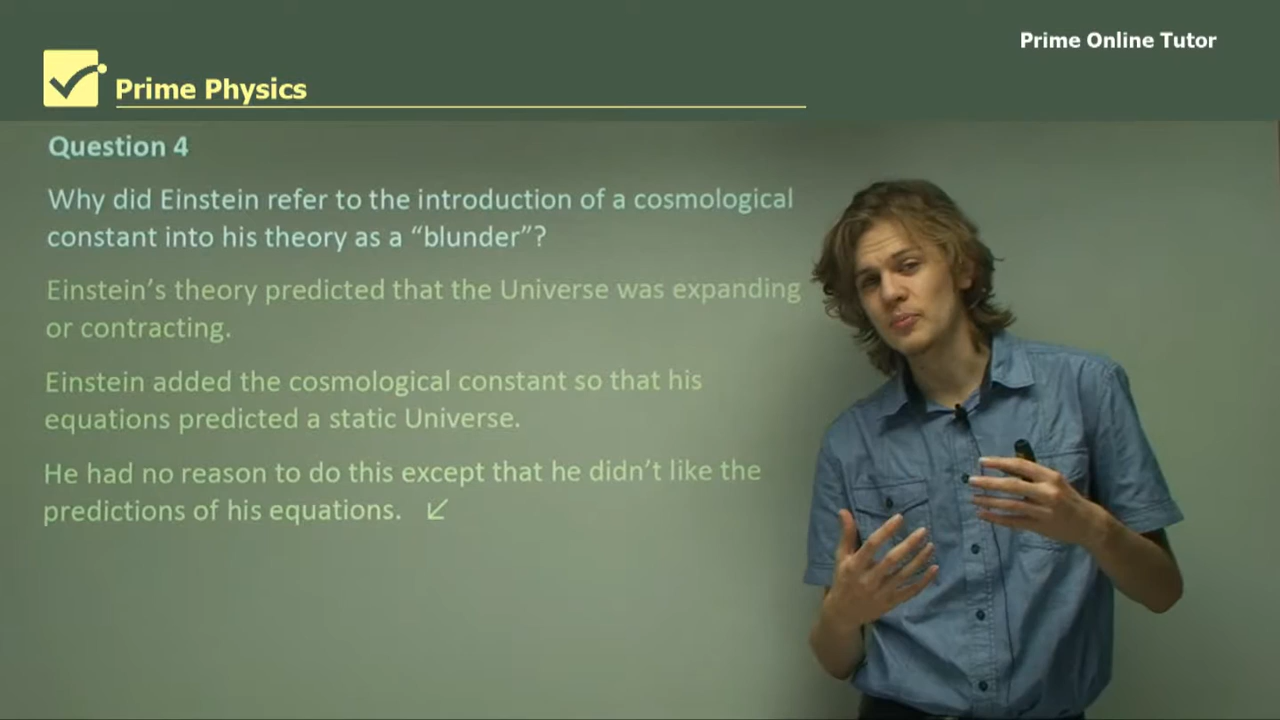 Prime Online Tutor
Prime Physics
Question 4
Why did Einstein refer to the introduction of a cosmological
constant into his theory as a “blunder”?
Einstein’s theory predicted that the Universe was expanding
or contracting.
Einstein added the cosmological constant so that his
equations predicted a static Universe.
He had no reason to do this except that he didn’t like the
predictions of his equations.